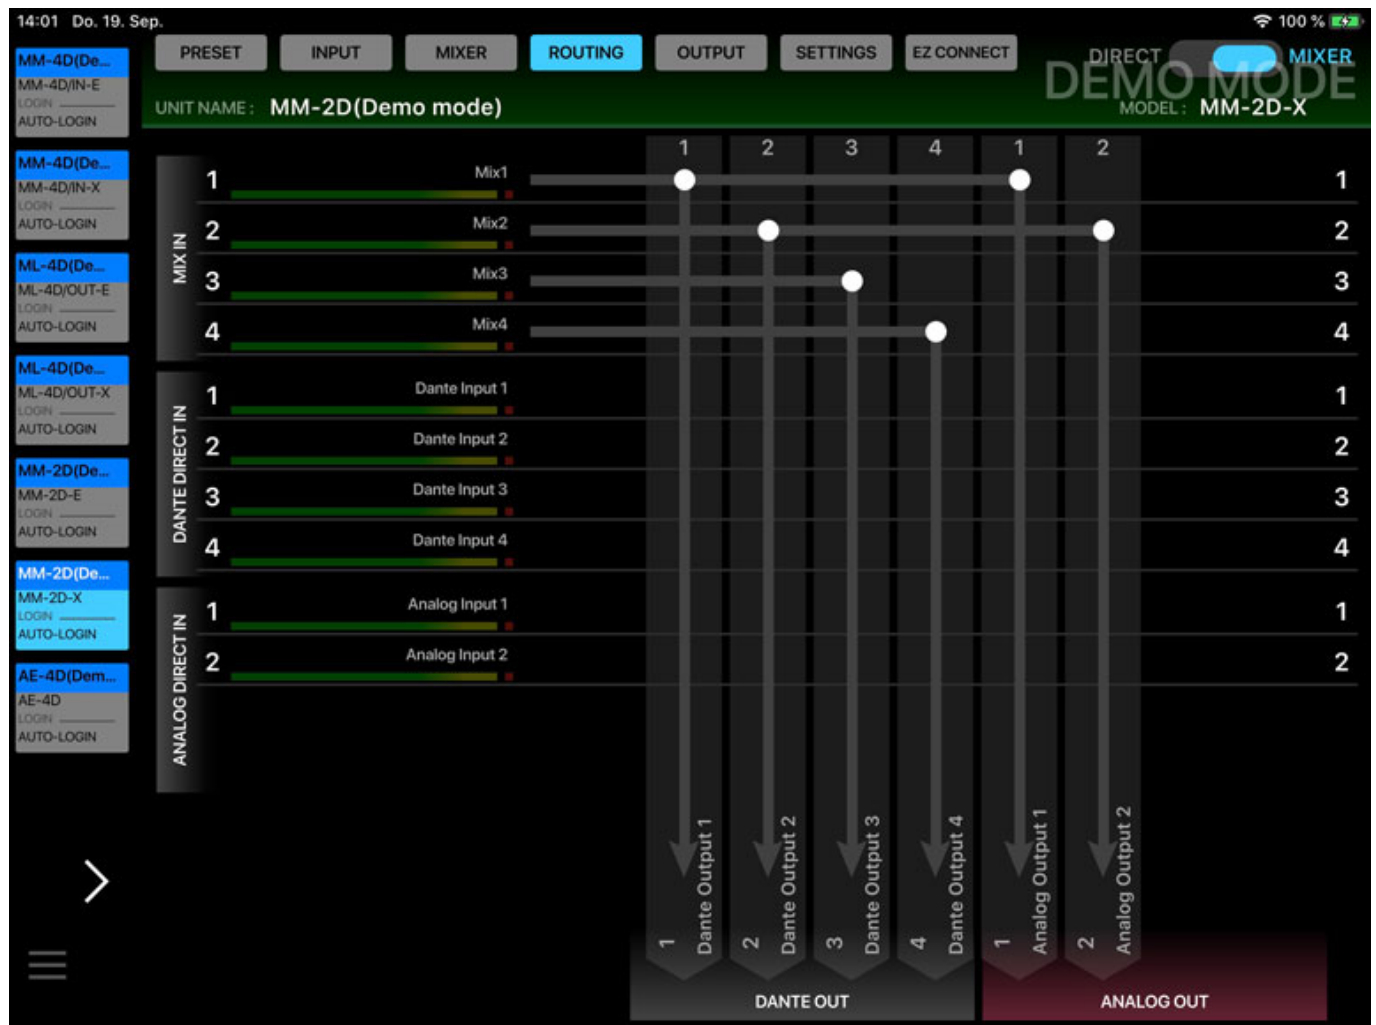 14:01 Do. 19. Sep.
100 %
PRESET
INPUT
MIXER
ROUTING
OUTPUT
SETTINGS
EZ CONNECT
DIRECT
MIXER
DEMO MODE
UNIT NAME : MM-2D(Demo mode)
MODEL : MM-2D-X
MM-4D(De...
MM-4D/IN-E
LOGIN
AUTO-LOGIN
MM-4D(De...
MM-4D/IN-X
LOGIN
AUTO-LOGIN
ML-4D(De...
ML-4D/OUT-E
LOGIN
AUTO-LOGIN
ML-4D(De...
ML-4D/OUT-X
LOGIN
AUTO-LOGIN
MM-2D(De...
MM-2D-E
LOGIN
AUTO-LOGIN
MM-2D(De...
MM-2D-X
LOGIN
AUTO-LOGIN
AE-4D(Dem...
AE-4D
LOGIN
AUTO-LOGIN
1 2 3 4 1 2
MIX IN
1 Mix1 1
2 Mix2 2
3 Mix3 3
4 Mix4 4
DANTE DIRECT IN
1 Dante Input 1 1
2 Dante Input 2 2
3 Dante Input 3 3
4 Dante Input 4 4
ANALOG DIRECT IN
1 Analog Input 1 1
2 Analog Input 2 2
1 Dante Output 1
2 Dante Output 2
3 Dante Output 3
4 Dante Output 4
1 Analog Output 1
2 Analog Output 2
DANTE OUT
ANALOG OUT